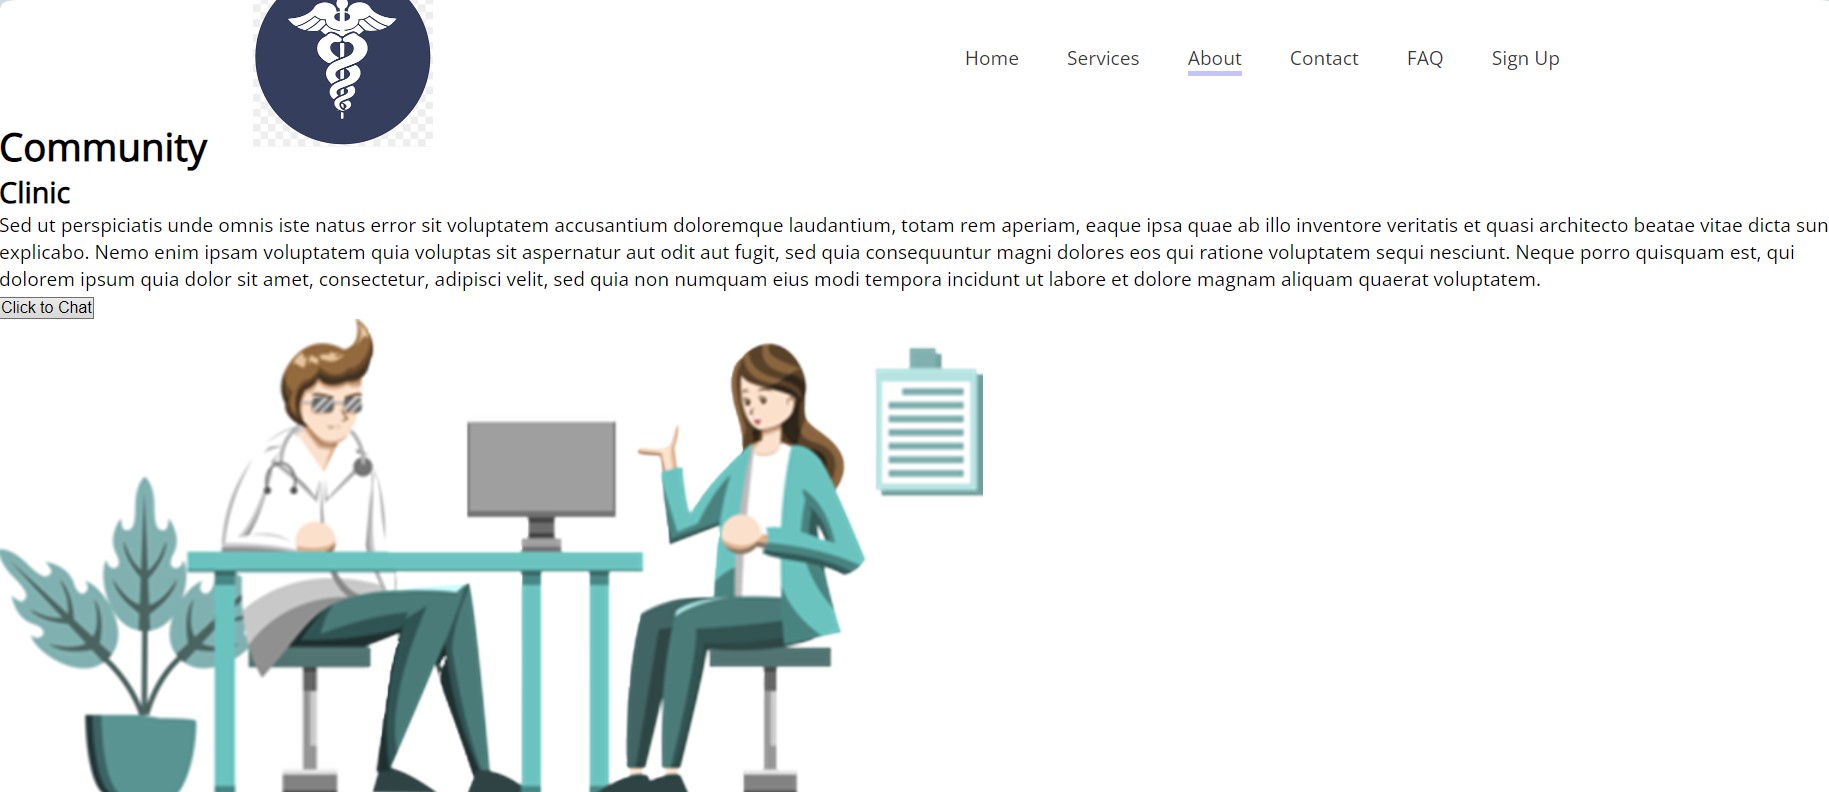 Home Services About Contact FAQ Sign Up
Community
Clinic
Sed ut perspiciatis unde omnis iste natus error sit voluptatem accusantium doloremque laudantium, totam rem aperiam, eaque ipsa quae ab illo inventore veritatis et quasi architecto beatae vitae dicta sun
explicabo. Nemo enim ipsam voluptatem quia voluptas sit aspernatur aut odit aut fugit, sed quia consequuntur magni dolores eos qui ratione voluptatem sequi nesciunt. Neque porro quisquam est, qui
dolorem ipsum quia dolor sit amet, consectetur, adipisci velit, sed quia non numquam eius modi tempora incidunt ut labore et dolore magnam aliquam quaerat voluptatem.
Click to Chat